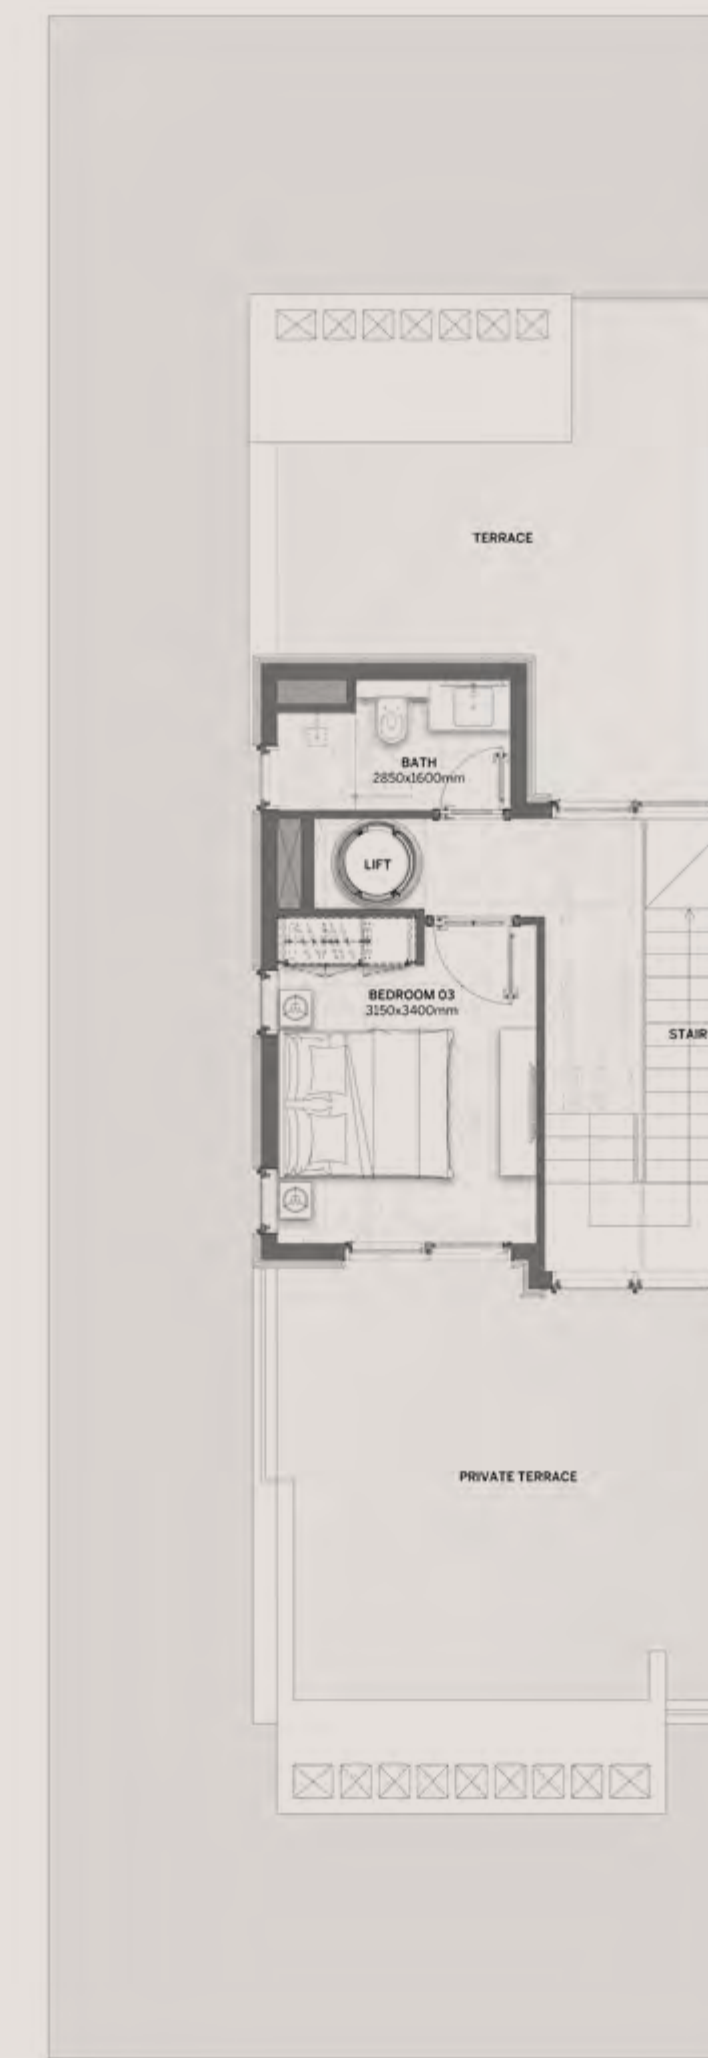 TERRACE
BATH
2850x1600mm
LIFT
BEDROOM 03
3150x3400mm
STAIR
PRIVATE TERRACE